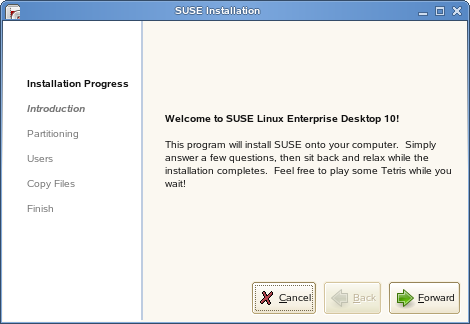 SUSE Installation
Installation Progress
Introduction
Partitioning
Users
Copy Files
Finish
Welcome to SUSE Linux Enterprise Desktop 10!
This program will install SUSE onto your computer.  Simply
answer a few questions, then sit back and relax while the
installation completes.  Feel free to play some Tetris while you
wait!
Cancel
Back
Forward